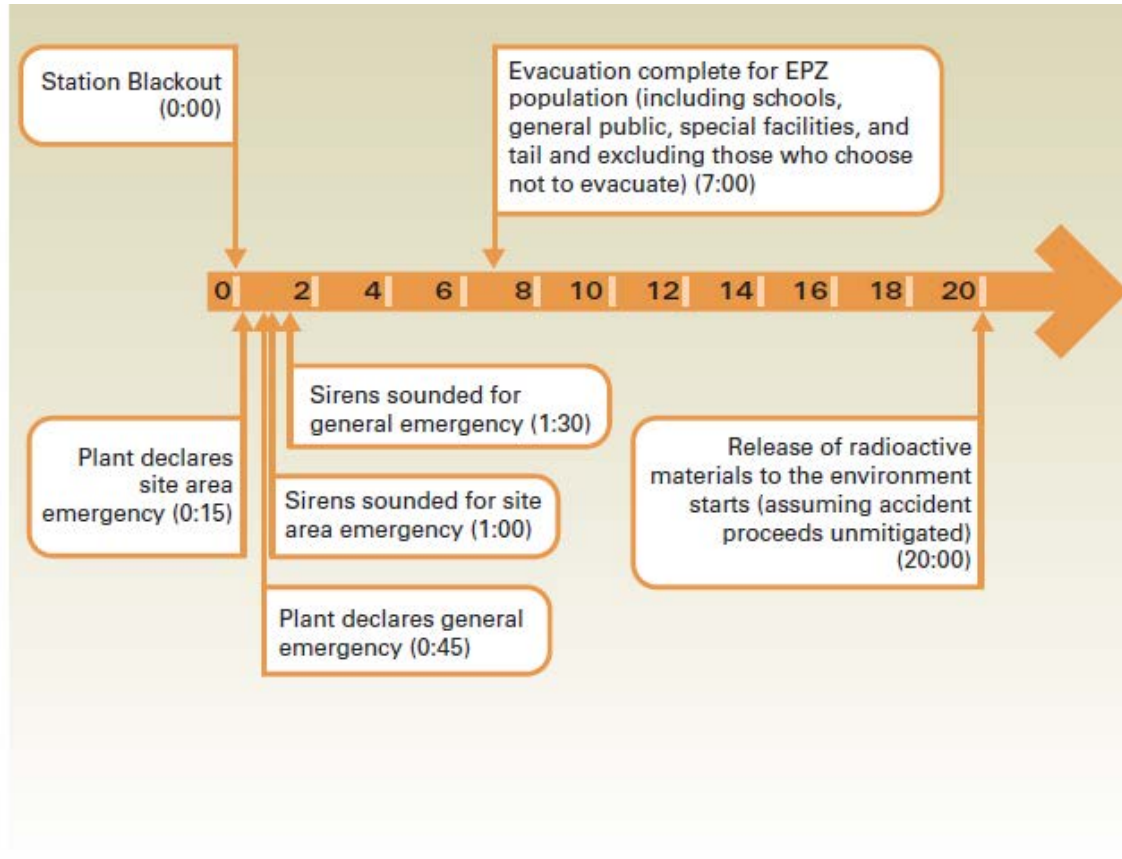 Station Blackout
(0:00)
Evacuation complete for EPZ
population (including schools,
general public, special facilities, and
tail and excluding those who choose
not to evacuate) (7:00)
0 2 4 6 8 10 12 14 16 18 20
Sirens sounded for
general emergency (1:30)
Plant declares
site area
emergency (0:15)
Sirens sounded for site
area emergency (1:00)
Plant declares general
emergency (0:45)
Release of radioactive
materials to the environment
starts (assuming accident
proceeds unmitigated)
(20:00)